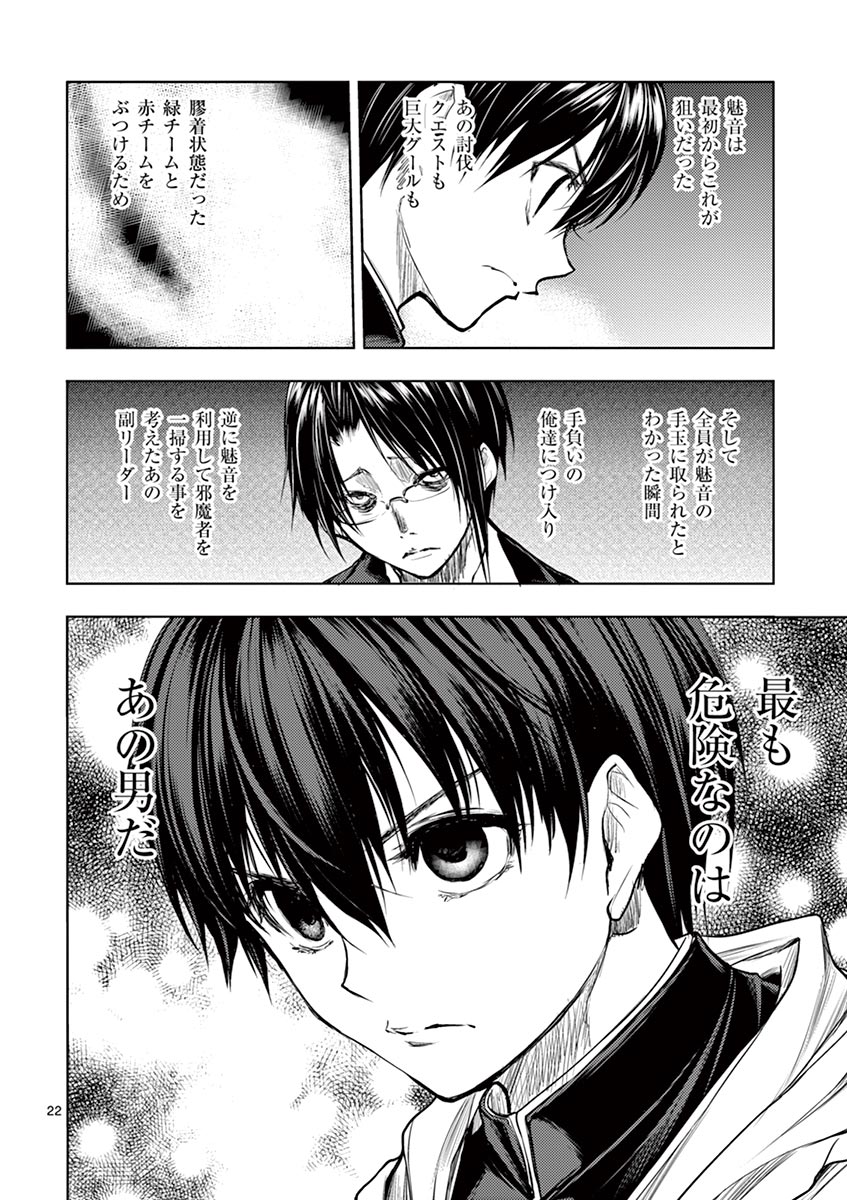 魅音は
最初からこれが
狙いだった
あの討伐
クエストも
巨大グールも
膠着状態だった
緑チームと
赤チームを
ぶつけるため
そして
全員が魅音の
手玉に取られたと
わかった瞬間
手負いの
俺達につけ入り
逆に魅音を
利用して邪魔者を
一掃する事を
考えたあの
副リーダー
最も
危険なのは
あの男だ
22